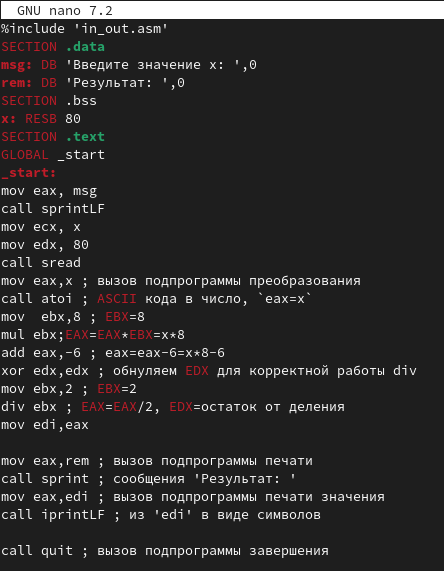 GNU nano 7.2
%include 'in_out.asm'
SECTION .data
msg: DB 'Введите значение x: ',0
rem: DB 'Результат: ',0
SECTION .bss
x: RESB 80
SECTION .text
GLOBAL _start
_start:
mov eax, msg
call sprintLF
mov ecx, x
mov edx, 80
call sread
mov eax,x ; вызов подпрограммы преобразования
call atoi ; ASCII кода в число, `eax=x`
mov  ebx,8 ; EBX=8
mul ebx;EAX=EAX*EBX=x*8
add eax,-6 ; eax=eax-6=x*8-6
xor edx,edx ; обнуляем EDX для корректной работы div
mov ebx,2 ; EBX=2
div ebx ; EAX=EAX/2, EDX=остаток от деления
mov edi,eax
mov eax,rem ; вызов подпрограммы печати
call sprint ; сообщения 'Результат: '
mov eax,edi ; вызов подпрограммы печати значения
call iprintLF ; из 'edi' в виде символов
call quit ; вызов подпрограммы завершения